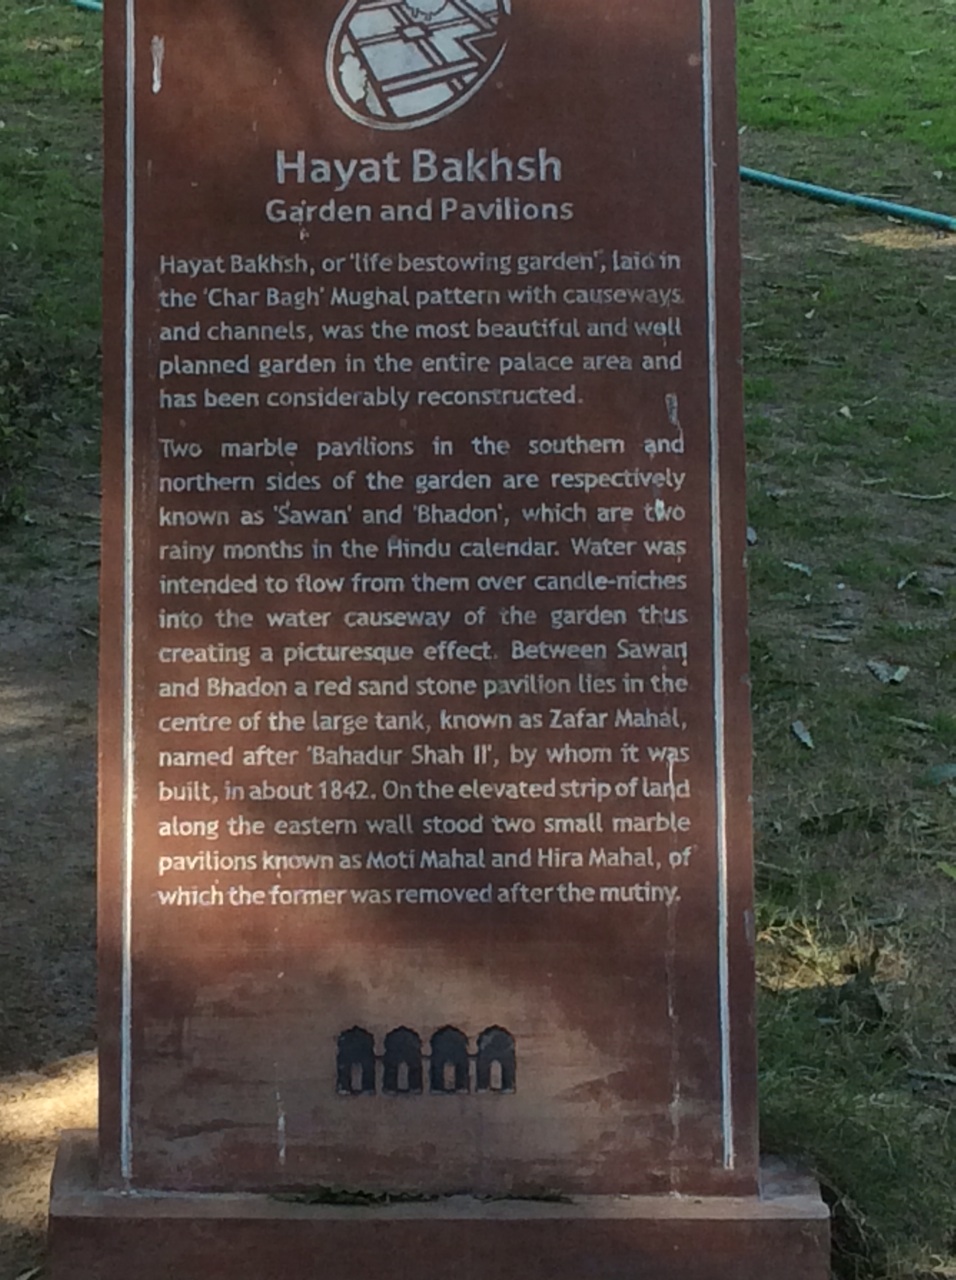 Hayat Bakhsh
Garden and Pavilions
Hayat Bakhsh, or 'life bestowing garden', laid in
the 'Char Bagh' Mughal pattern with causeways
and channels, was the most beautiful and well
planned garden in the entire palace area and
has been considerably reconstructed.
Two marble pavilions in the southern and
northern sides of the garden are respectively
known as 'Sawan' and 'Bhadon', which are two
rainy months in the Hindu calendar. Water was
intended to flow from them over candle-niches
into the water causeway of the garden thus
creating a picturesque effect. Between Sawan
and Bhadon a red sand stone pavilion lies in the
centre of the large tank, known as Zafar Mahal,
named after 'Bahadur Shah II', by whom it was
built, in about 1842. On the elevated strip of land
along the eastern wall stood two small marble
pavilions known as Moti Mahal and Hira Mahal, of
which the former was removed after the mutiny.